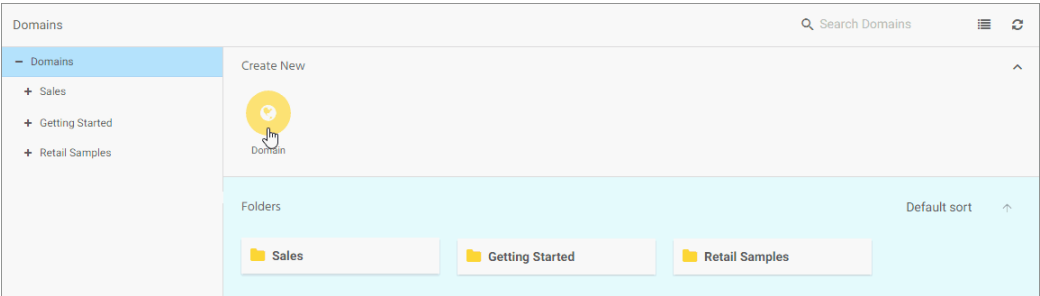 Domains
Search Domains
Domains
Sales
Getting Started
Retail Samples
Create New
Domain
Folders
Default sort
Sales
Getting Started
Retail Samples